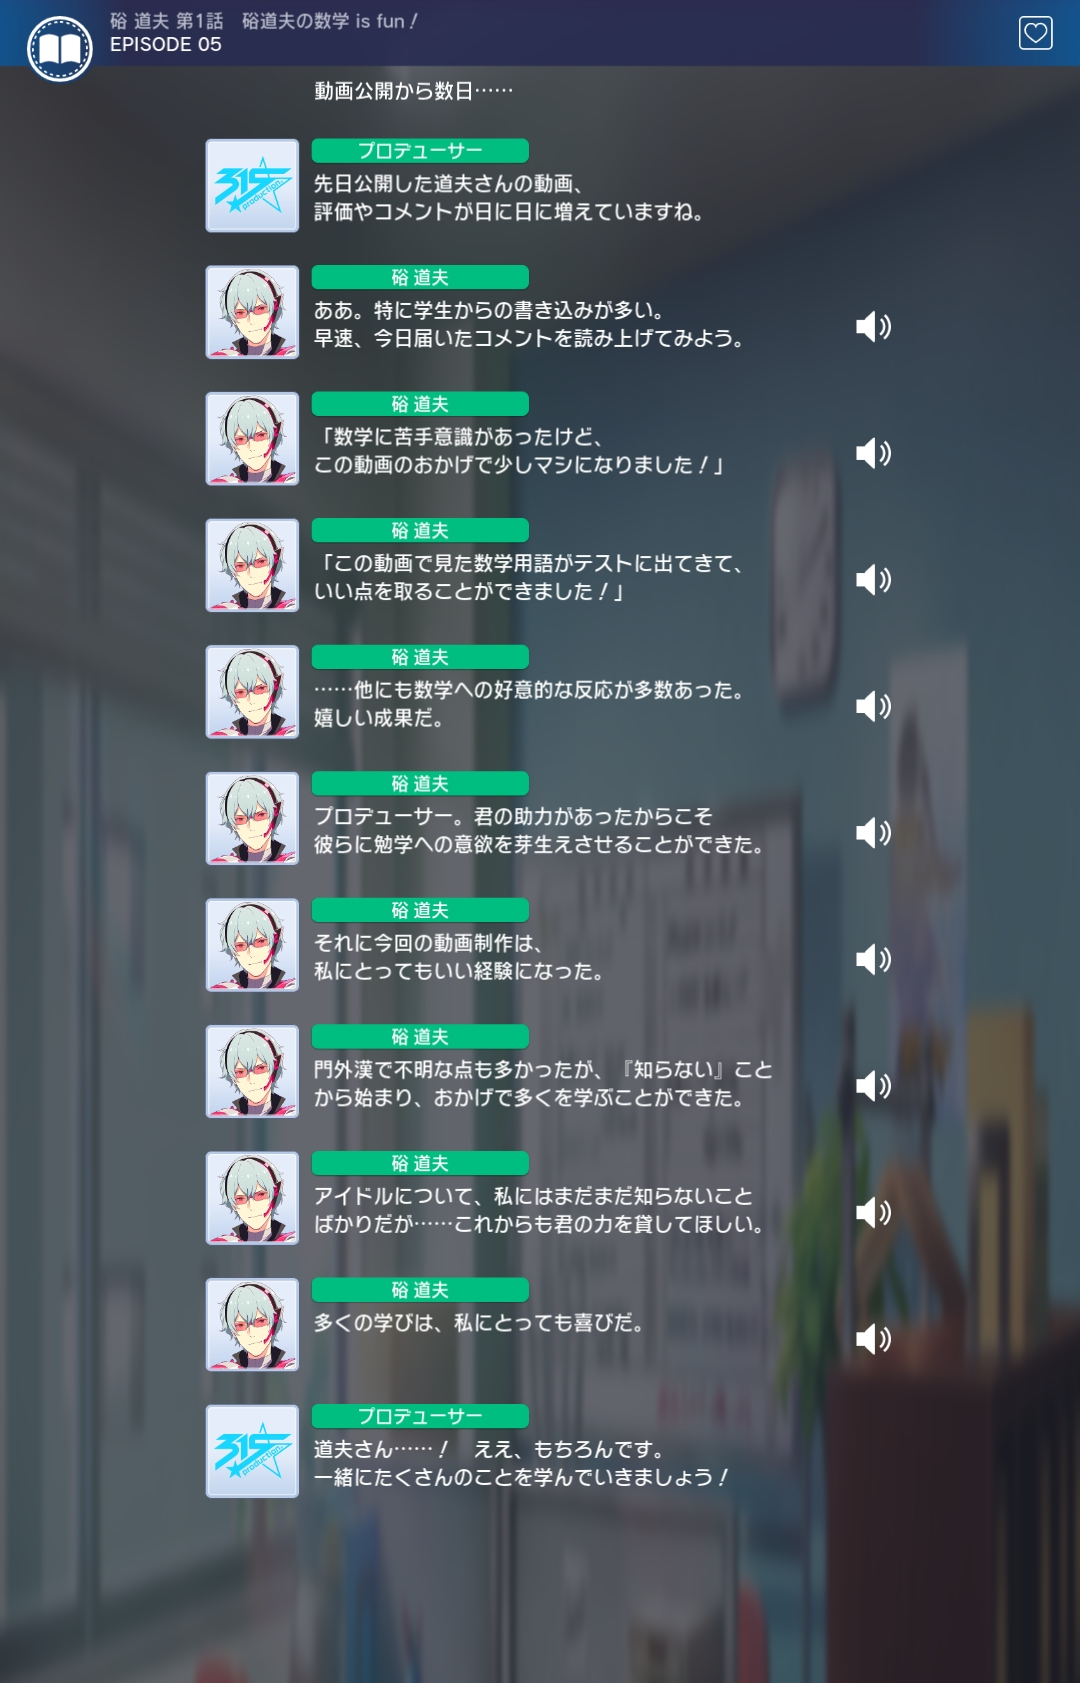 硲 道夫 第1話　硲道夫の数学 is fun！
EPISODE 05
動画公開から数日……
プロデューサー
先日公開した道夫さんの動画、
評価やコメントが日に日に増えていますね。
硲 道夫
ああ。特に学生からの書き込みが多い。
早速、今日届いたコメントを読み上げてみよう。
硲 道夫
「数学に苦手意識があったけど、
この動画のおかげで少しマシになりました！」
硲 道夫
「この動画で見た数学用語がテストに出てきて、
いい点を取ることができました！」
硲 道夫
……他にも数学への好意的な反応が多数あった。
嬉しい成果だ。
硲 道夫
プロデューサー。君の助力があったからこそ
彼らに勉学への意欲を芽生えさせることができた。
硲 道夫
それに今回の動画制作は、
私にとってもいい経験になった。
硲 道夫
門外漢で不明な点も多かったが、『知らない』こと
から始まり、おかげで多くを学ぶことができた。
硲 道夫
アイドルについて、私にはまだまだ知らないこと
ばかりだが……これからも君の力を貸してほしい。
硲 道夫
多くの学びは、私にとっても喜びだ。
プロデューサー
道夫さん……！　ええ、もちろんです。
一緒にたくさんのことを学んでいきましょう！
315 production
315 production